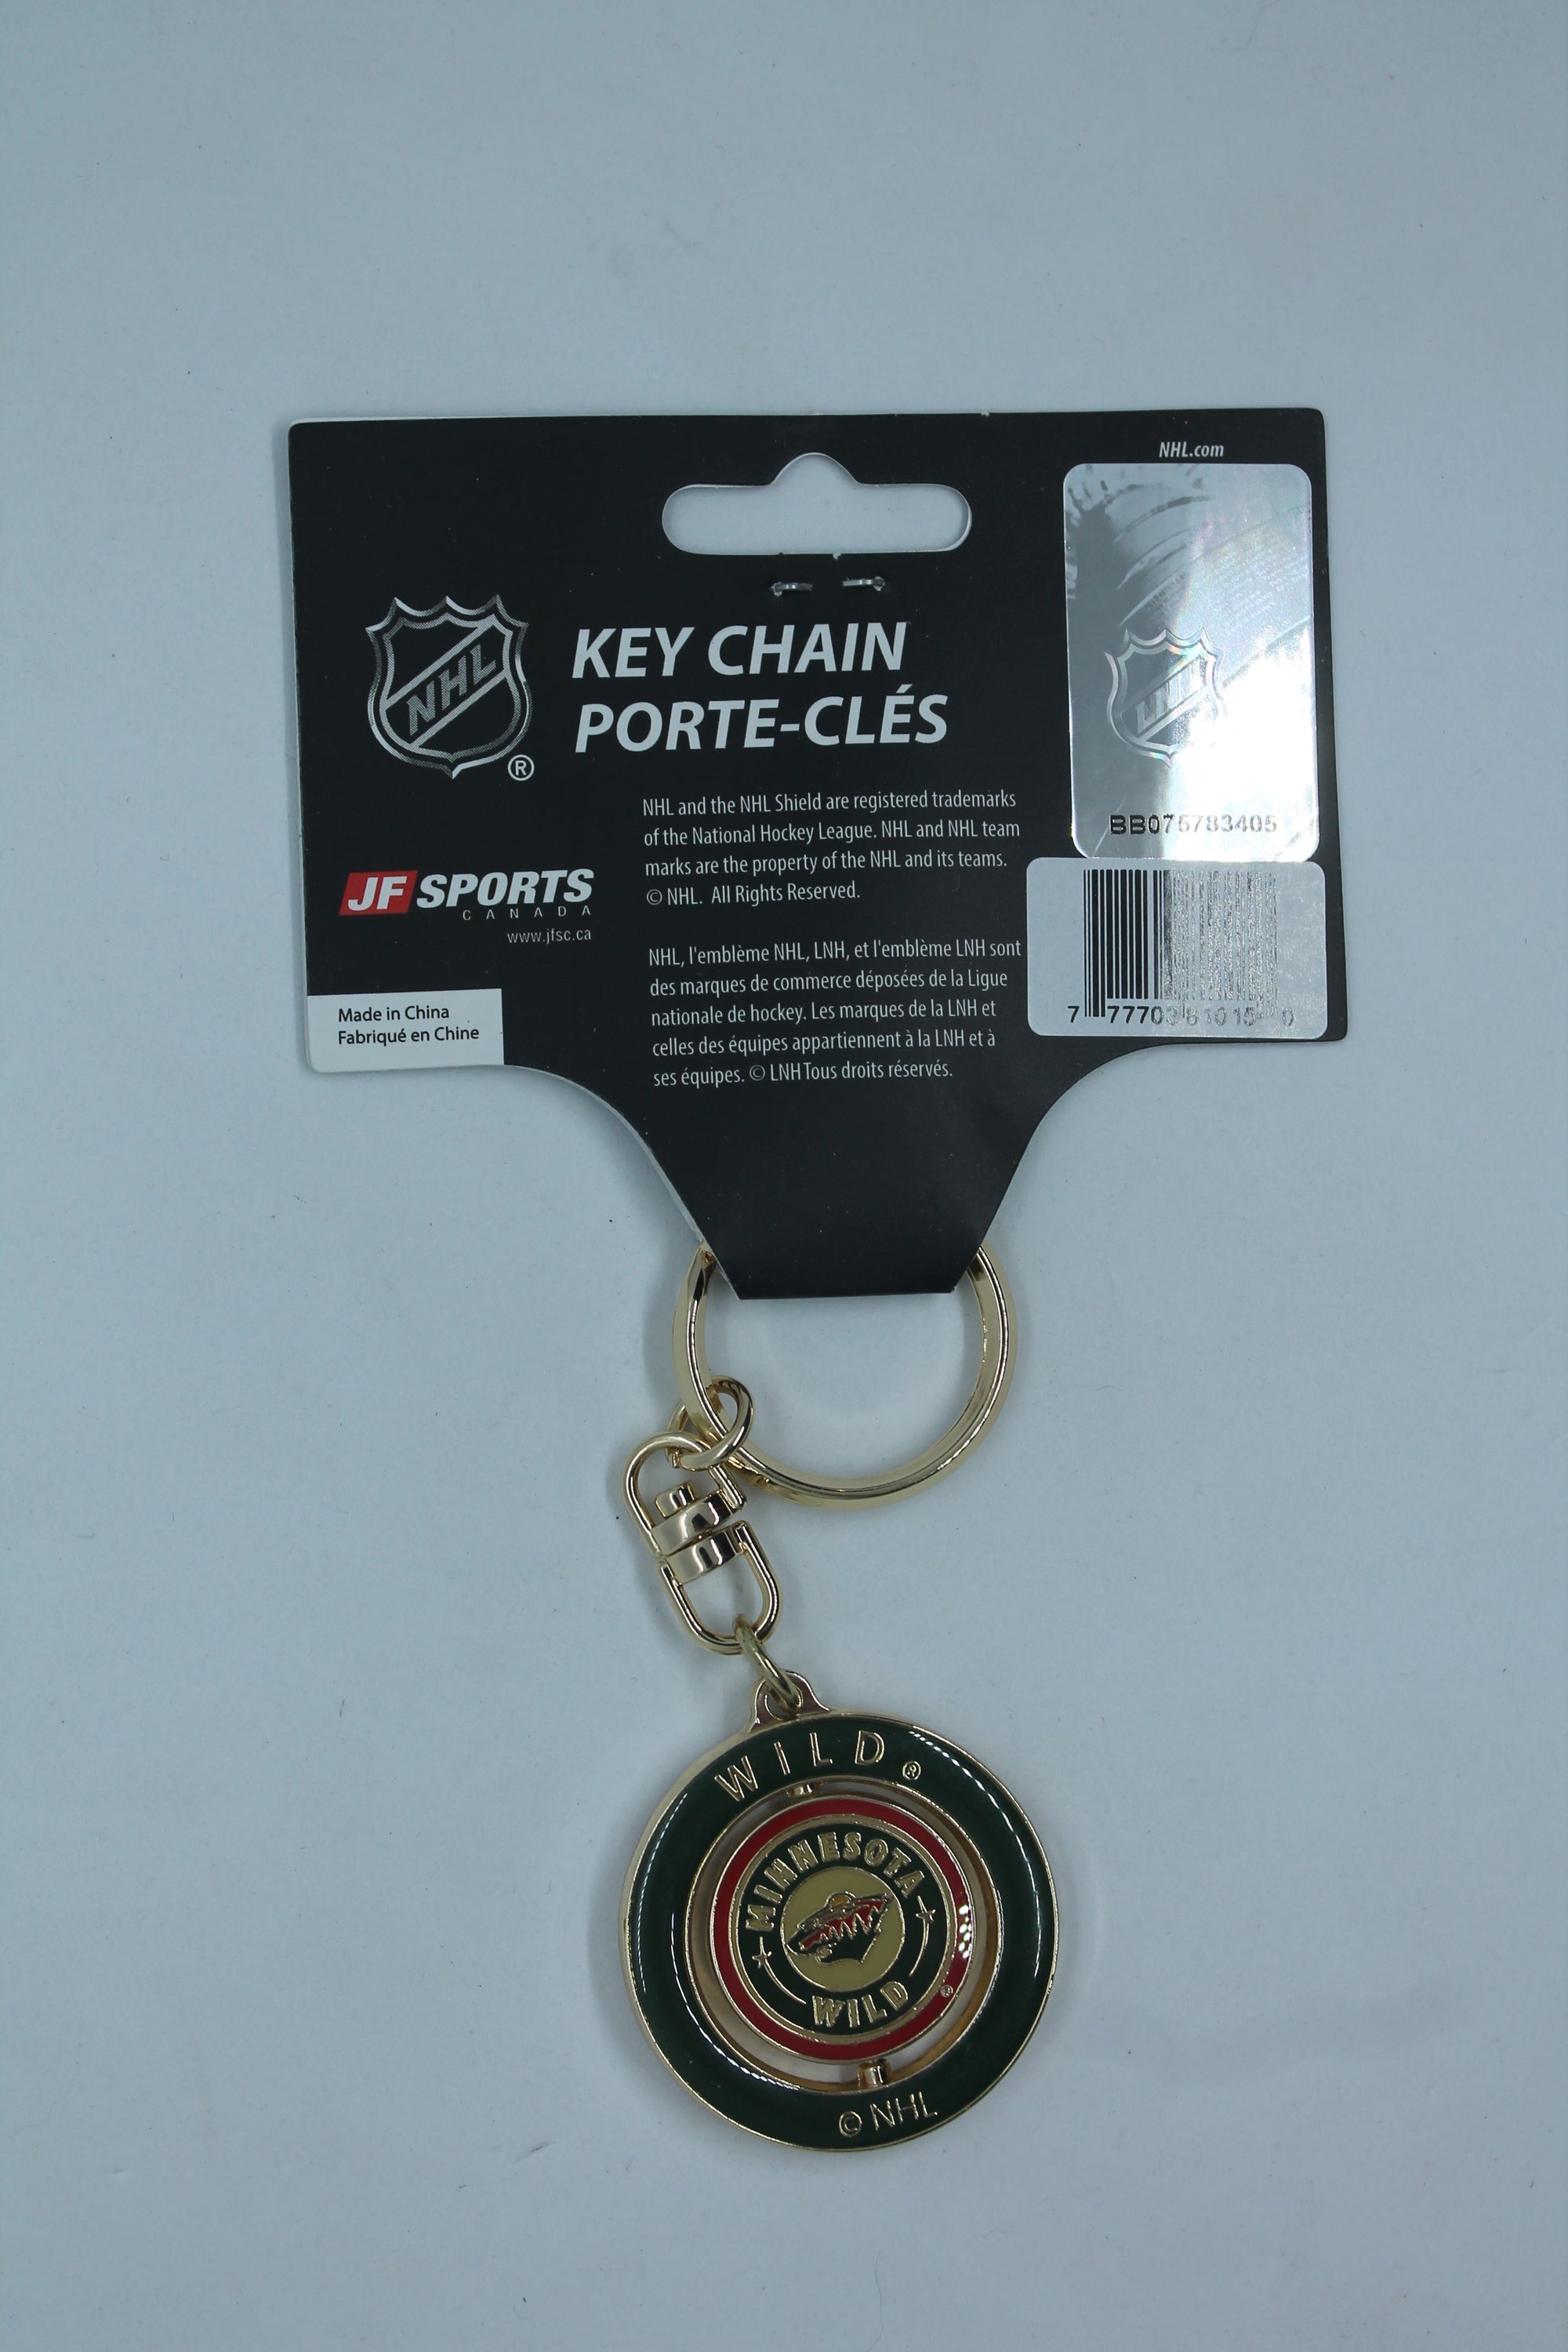 NHL.com
NHL
®
KEY CHAIN
PORTE-CLÉS
LNH
BB075783405
NHL and the NHL Shield are registered trademarks
of the National Hockey League. NHL and NHL team
marks are the property of the NHL and its teams.
© NHL. All Rights Reserved.
JF SPORTS
CANADA
www.jfsc.ca
NHL, l'emblème NHL, LNH, et l'emblème LNH sont
des marques de commerce déposées de la Ligue
nationale de hockey. Les marques de la LNH et
celles des équipes appartiennent à la LNH et à
ses équipes. © LNH Tous droits réservés.
Made in China
Fabriqué en Chine
WILD®
MINNESOTA
WILD
®
© NHL